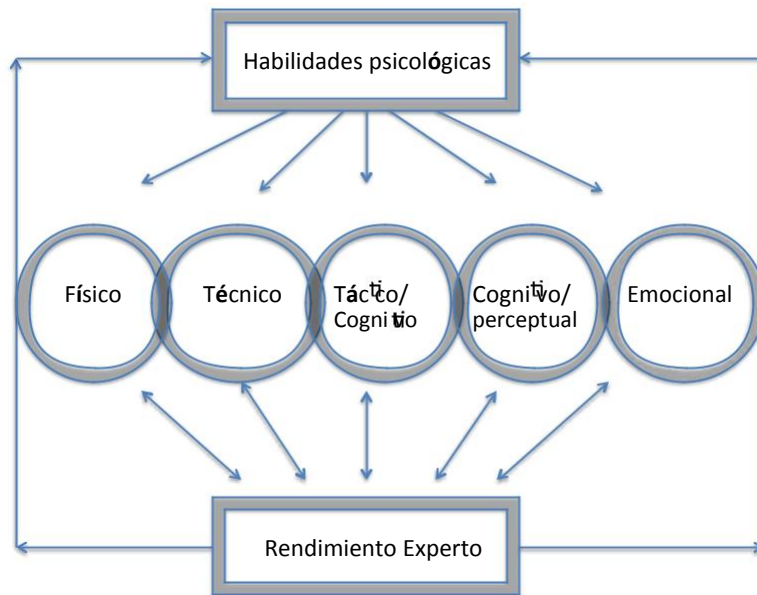 Habilidades psicológicas
Físico
Técnico
Táctico/
Cognitivo
Cognitivo/
perceptual
Emocional
Rendimiento Experto